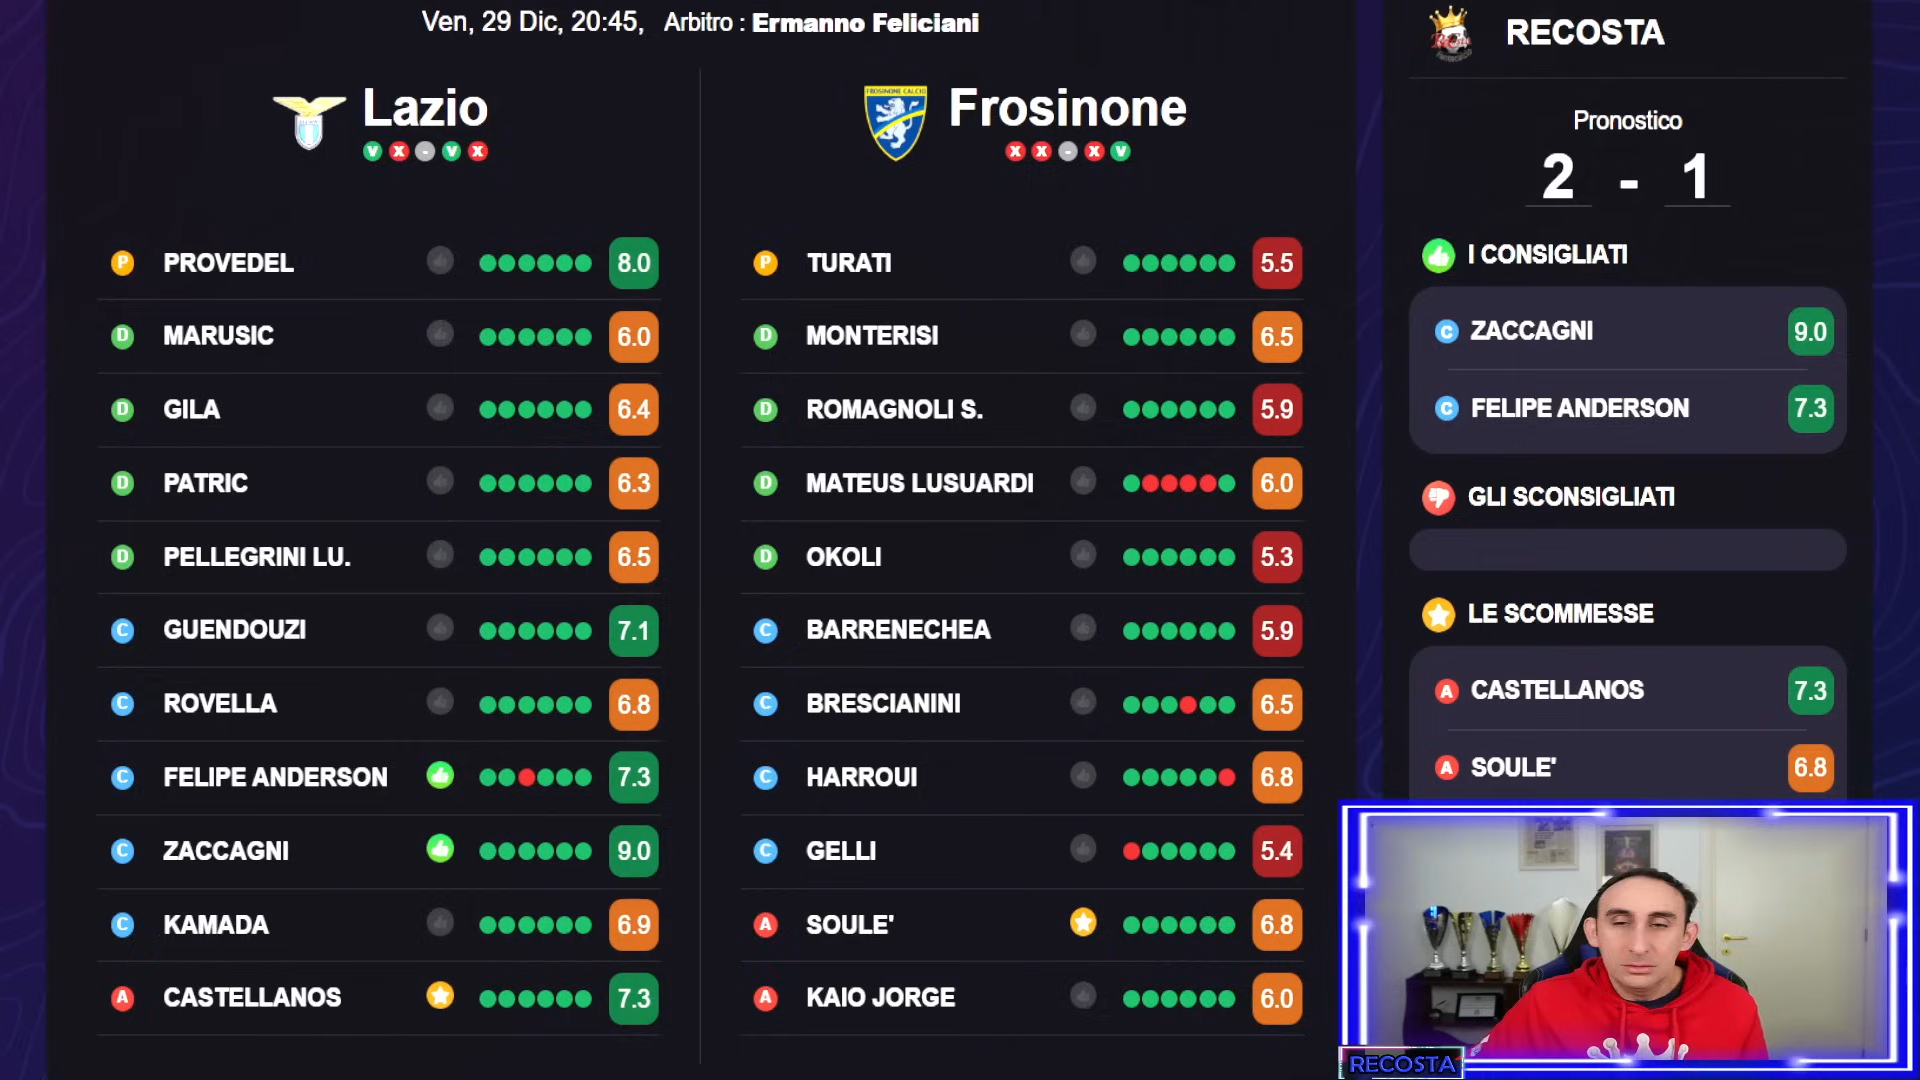 Ven, 29 Dic, 20:45, Arbitro : Ermanno Feliciani
Lazio
V X - V X
P PROVEDEL 8.0
D MARUSIC 6.0
D GILA 6.4
D PATRIC 6.3
D PELLEGRINI LU. 6.5
C GUENDOUZI 7.1
C ROVELLA 6.8
C FELIPE ANDERSON 7.3
C ZACCAGNI 9.0
C KAMADA 6.9
A CASTELLANOS 7.3
FROSINONE CALCIO
Frosinone
X X - X V
P TURATI 5.5
D MONTERISI 6.5
D ROMAGNOLI S. 5.9
D MATEUS LUSUARDI 6.0
D OKOLI 5.3
C BARRENECHEA 5.9
C BRESCIANINI 6.5
C HARROUI 6.8
C GELLI 5.4
A SOULE' 6.8
A KAIO JORGE 6.0
RECOSTA
Pronostico
2 - 1
I CONSIGLIATI
C ZACCAGNI 9.0
C FELIPE ANDERSON 7.3
GLI SCONSIGLIATI
LE SCOMMESSE
A CASTELLANOS 7.3
A SOULE' 6.8
RECOSTA